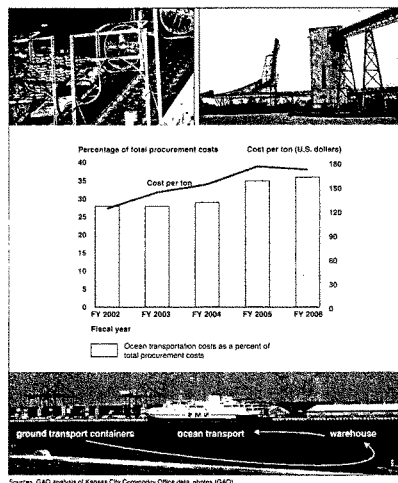 Percentage of total procurement costs Cost per ton (U.S. dollars)
40 180
35 150
30
Cost per ton
25 120
20 90
15
60
10
5 30
0 0
FY 2002 FY 2003 FY 2004 FY 2005 FY 2006
Fiscal year
Ocean transportation costs as a percent of
total procurement costs
ground transport containers ocean transport warehouse
Sources: GAO analysis of Kansas City Commodity Office data, photos (GAO).